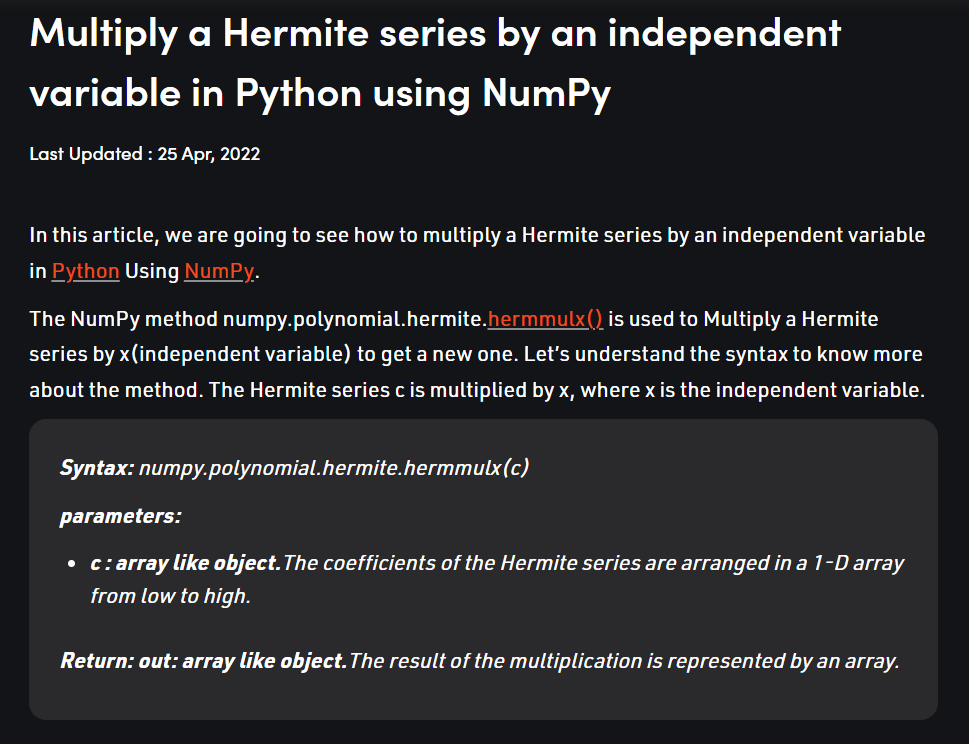 Multiply a Hermite series by an independent
variable in Python using NumPy
Last Updated : 25 Apr, 2022
In this article, we are going to see how to multiply a Hermite series by an independent variable
in Python Using NumPy.
The NumPy method numpy.polynomial.hermite.hermmulx() is used to Multiply a Hermite
series by x(independent variable) to get a new one. Let’s understand the syntax to know more
about the method. The Hermite series c is multiplied by x, where x is the independent variable.
Syntax: numpy.polynomial.hermite.hermmulx(c)
parameters:
• c : array like object.The coefficients of the Hermite series are arranged in a 1-D array
from low to high.
Return: out: array like object.The result of the multiplication is represented by an array.